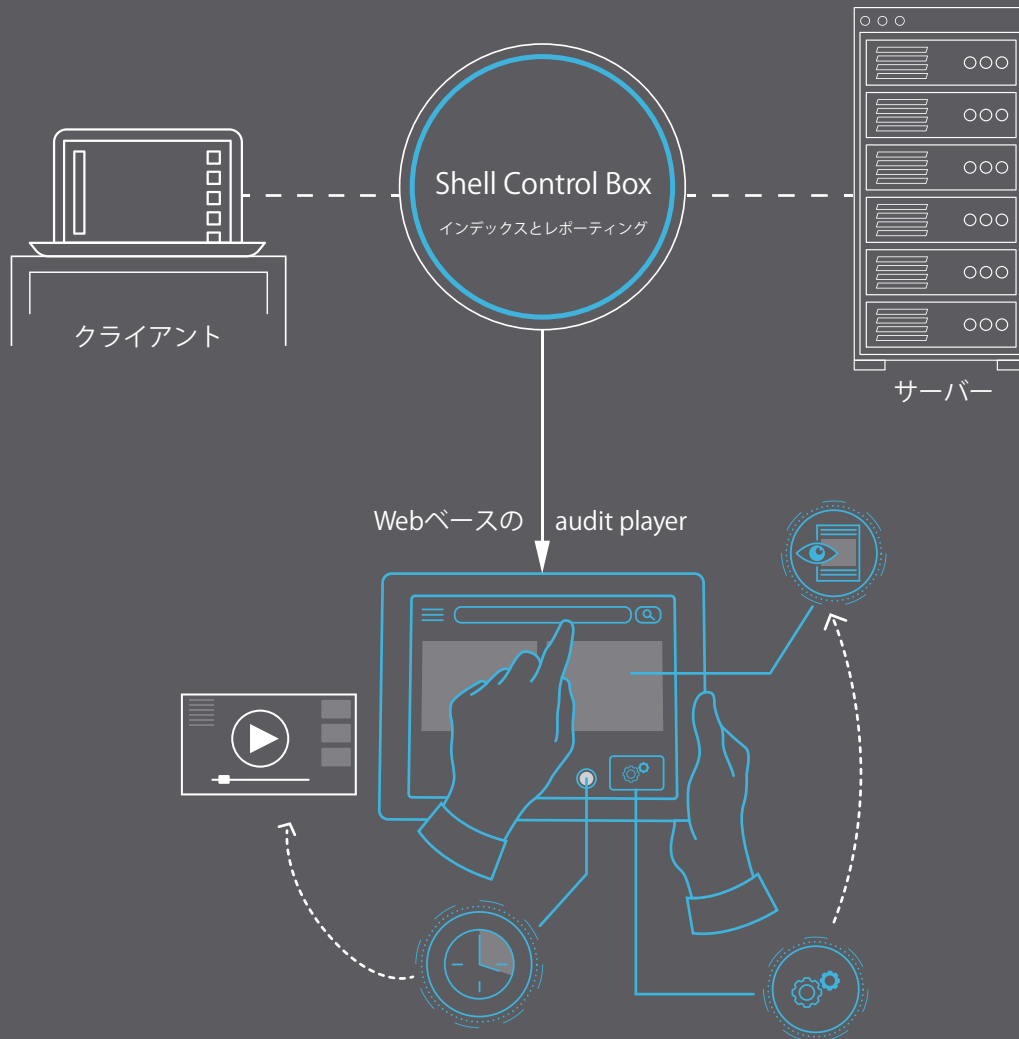 Shell Control Box
インデックスとレポーティング
クライアント
サーバー
Webベースの audit player